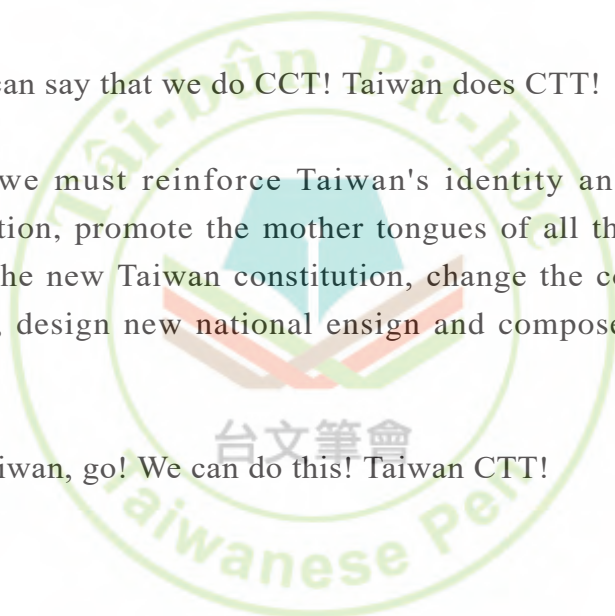 can say that we do CCT! Taiwan does CTT!
we must reinforce Taiwan's identity an
tion, promote the mother tongues of all th
he new Taiwan constitution, change the c
, design new national ensign and compose
iwan, go! We can do this! Taiwan CTT!
Tâi-bûn Pit-hōe
台文筆會
Taiwanese Pen